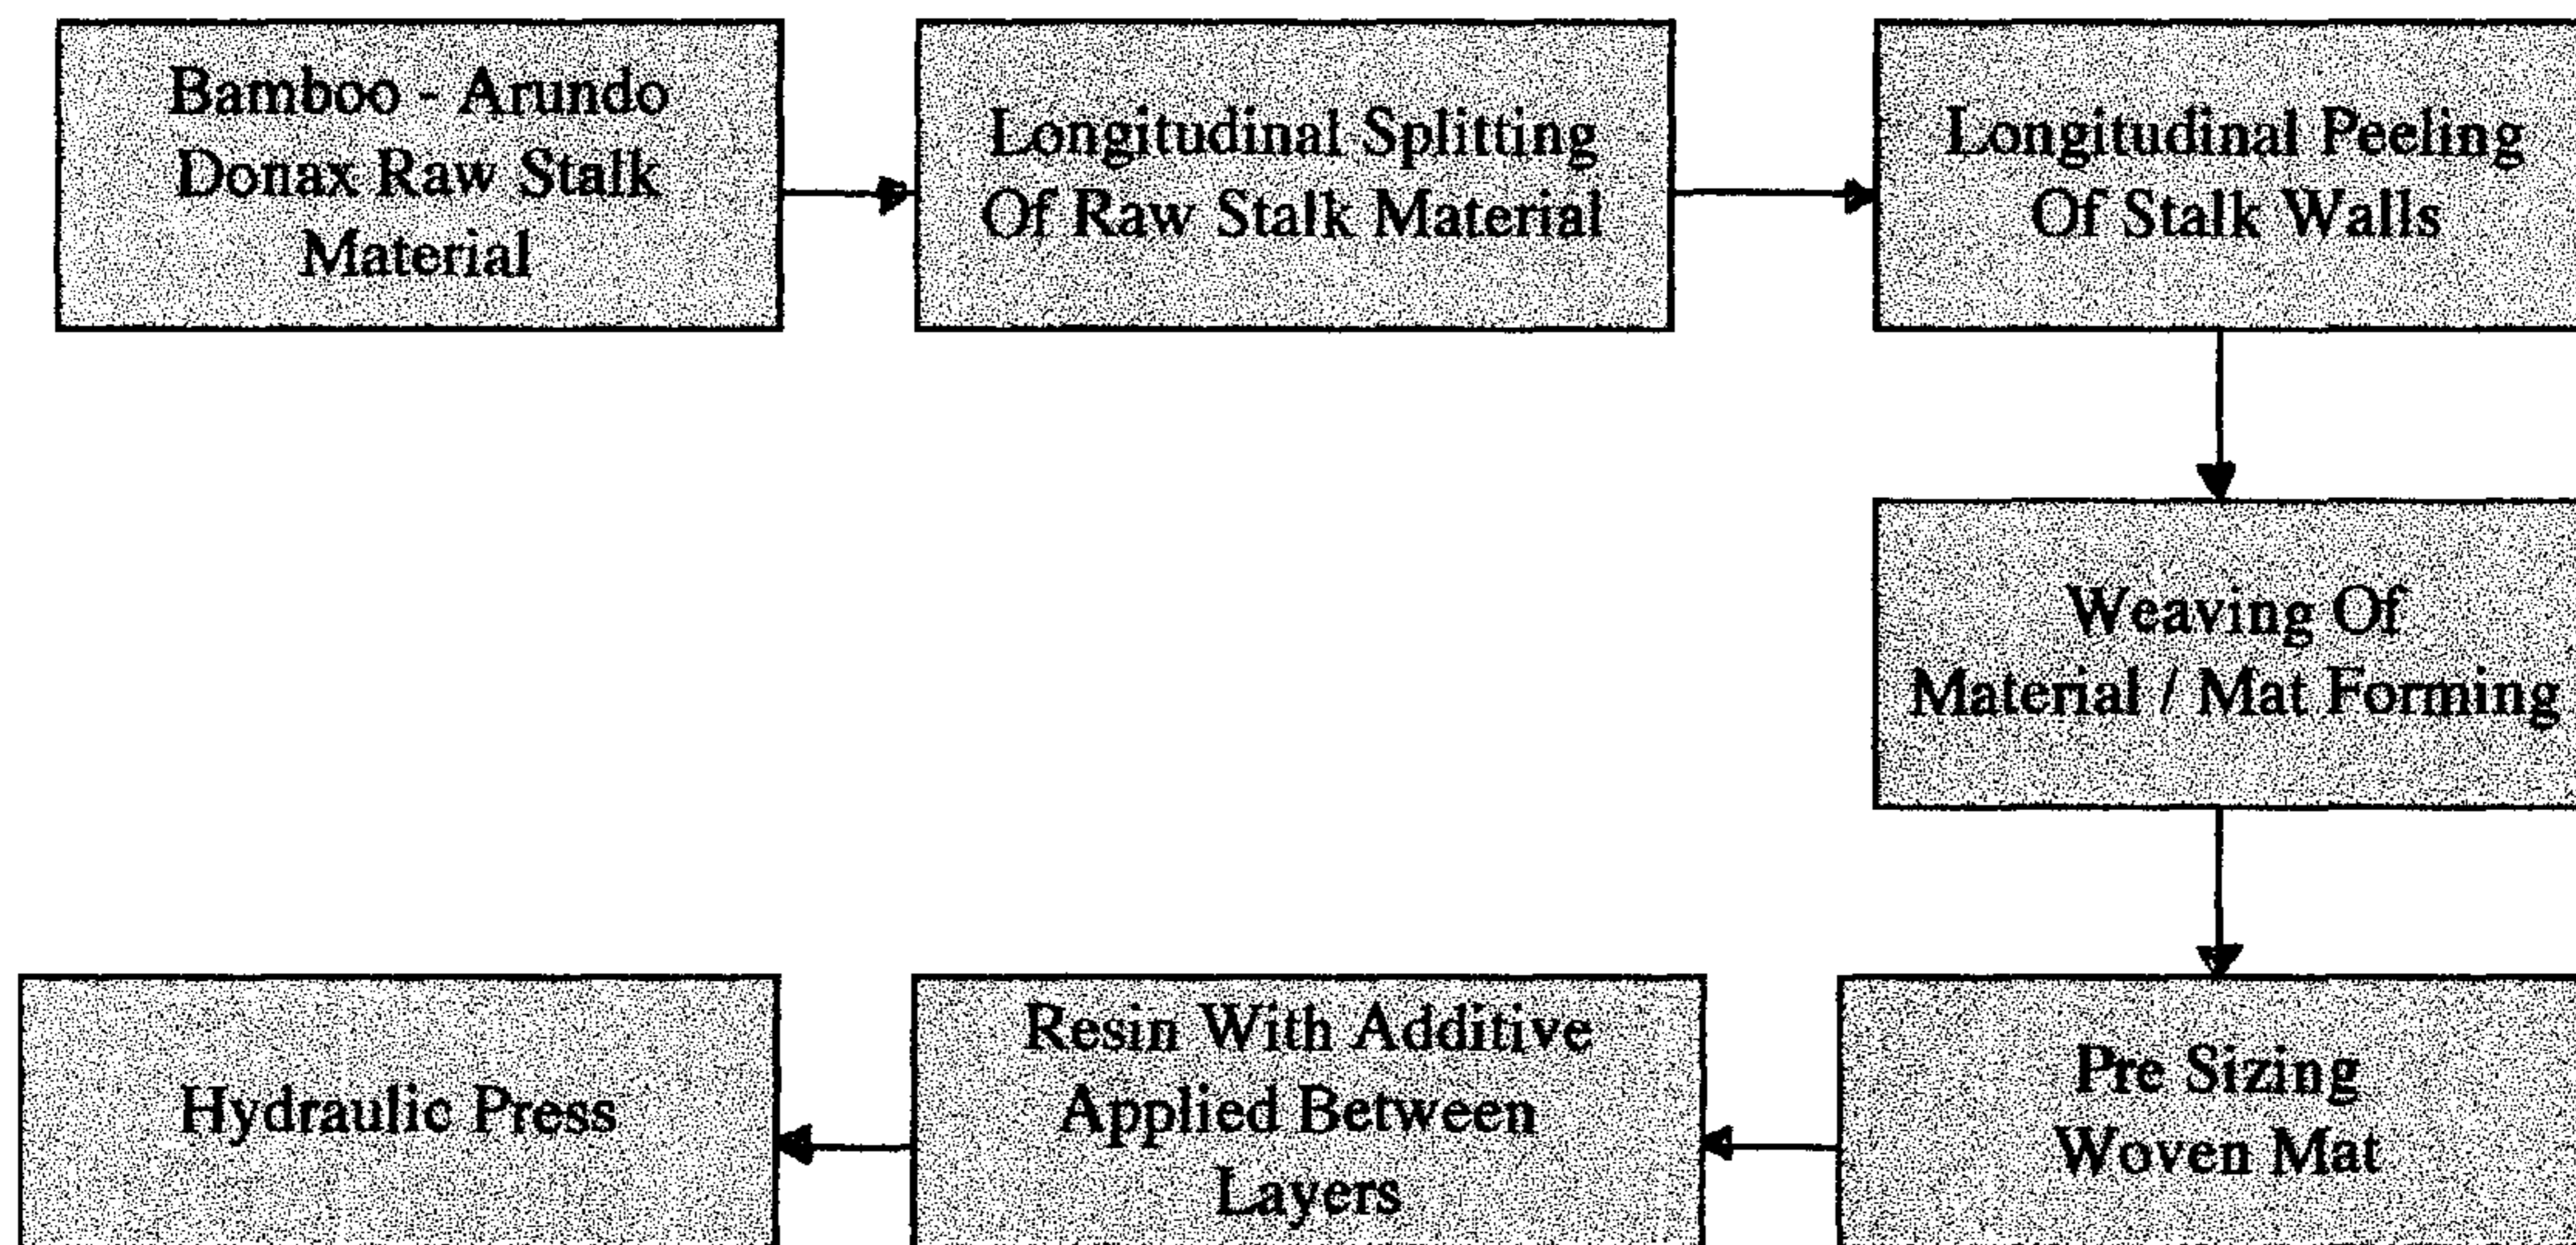 Bamboo - Arundo
Donax Raw Stalk
Material
Longitudinal Splitting
Of Raw Stalk Material
Longitudinal Peeling
Of Stalk Walls
Weaving Of
Material / Mat Forming
Pre Sizing
Woven Mat
Resin With Additive
Applied Between
Layers
Hydraulic Press